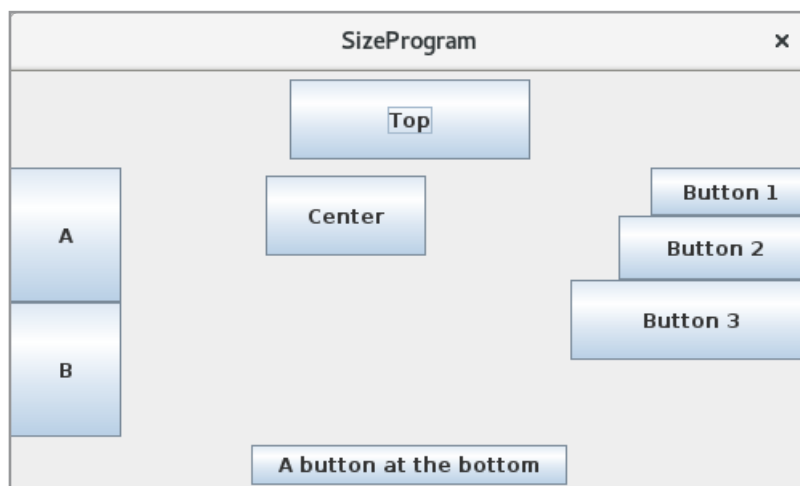 SizeProgram
Top
A
Center
Button 1
Button 2
Button 3
B
A button at the bottom